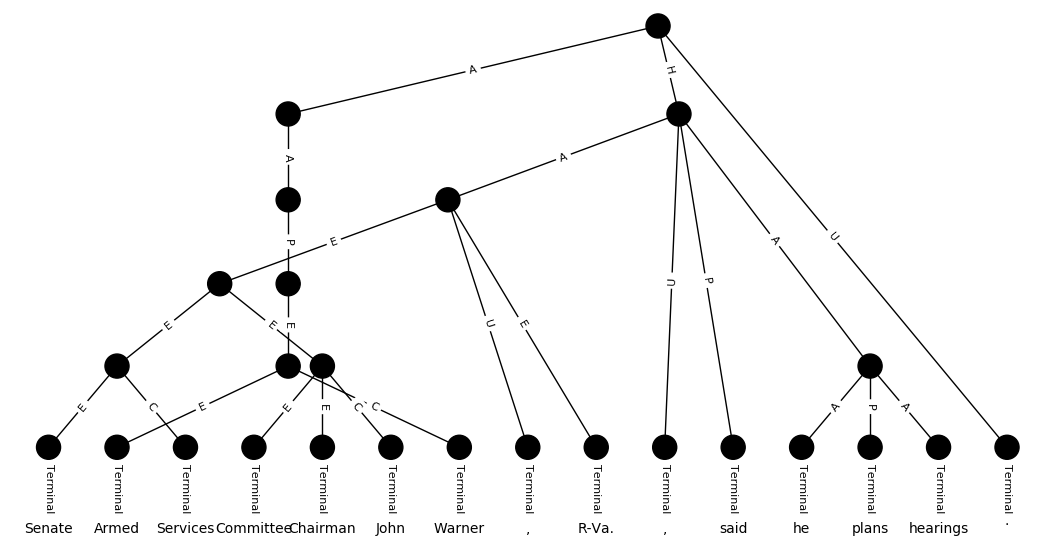 A H
A U
A A
P E U P
E E E U E
E C E E E C C A P A
Terminal Terminal Terminal Terminal Terminal Terminal Terminal Terminal Terminal Terminal Terminal Terminal Terminal Terminal Terminal
Senate Armed Services Committee Chairman John Warner , R-Va. , said he plans hearings .